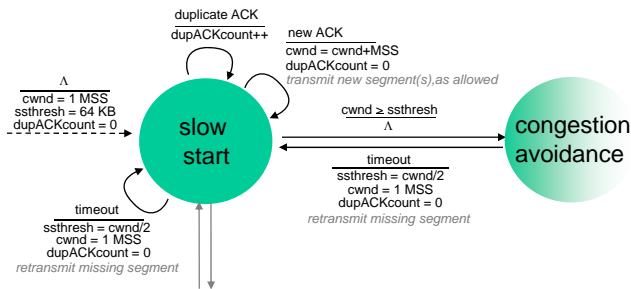 duplicate ACK
dupACKcount++
new ACK
cwnd = cwnd+MSS
dupACKcount = 0
transmit new segment(s),as allowed
Λ
cwnd = 1 MSS
ssthresh = 64 KB
dupACKcount = 0
slow
start
cwnd ≥ ssthresh
Λ
congestion
avoidance
timeout
ssthresh = cwnd/2
cwnd = 1 MSS
dupACKcount = 0
retransmit missing segment
timeout
ssthresh = cwnd/2
cwnd = 1 MSS
dupACKcount = 0
retransmit missing segment